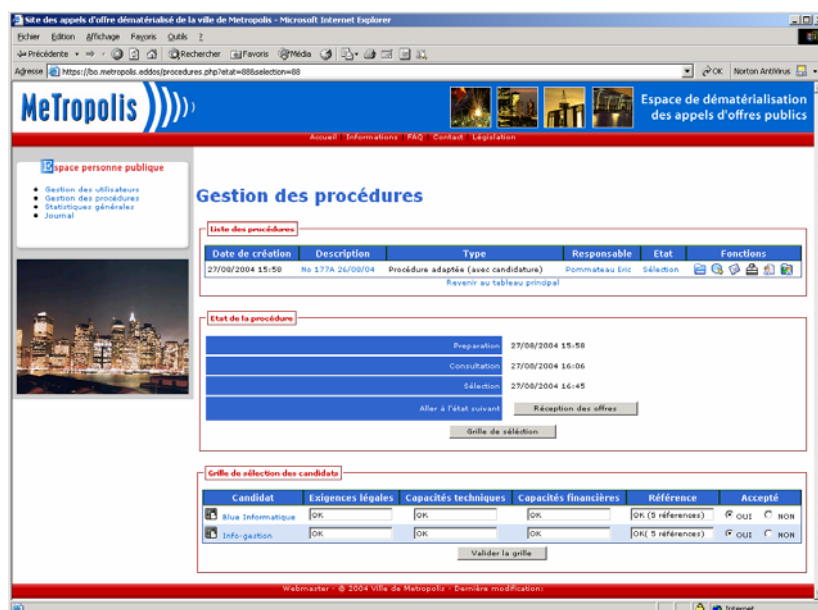 Site des appels d'offre dématérialisé de la ville de Metropolis - Microsoft Internet Explorer
Fichier Edition Affichage Favoris Outils ?
Précédente Rechercher Favoris Média
Adresse https://bo.metropolis.eddos/procedures.php?etat=88&selection=88 OK Norton AntiVirus
MeTropolis
Espace de dématérialisation
des appels d'offres publics
Accueil Informations FAQ Contact Législation
Espace personne publique
Gestion des utilisateurs
Gestion des procédures
Statistiques générales
Journal
Gestion des procédures
Liste des procédures
Date de création Description Type Responsable Etat Fonctions
27/08/2004 15:58 No 177A 26/08/04 Procédure adaptée (avec candidature) Pommateau Eric Sélection
Revenir au tableau principal
Etat de la procédure
Preparation 27/08/2004 15:58
Consultation 27/08/2004 16:06
Sélection 27/08/2004 16:45
Aller à l'état suivant Réception des offres
Grille de séléction
Grille de sélection des candidats
Candidat Exigences légales Capacités techniques Capacités financières Référence Accepté
Blue Informatique OK OK OK OK (5 réferences) OUI NON
Info-gestion OK OK OK OK( 5 références) OUI NON
Valider la grille
Webmaster - © 2004 Ville de Metropolis - Dernière modification:
Internet